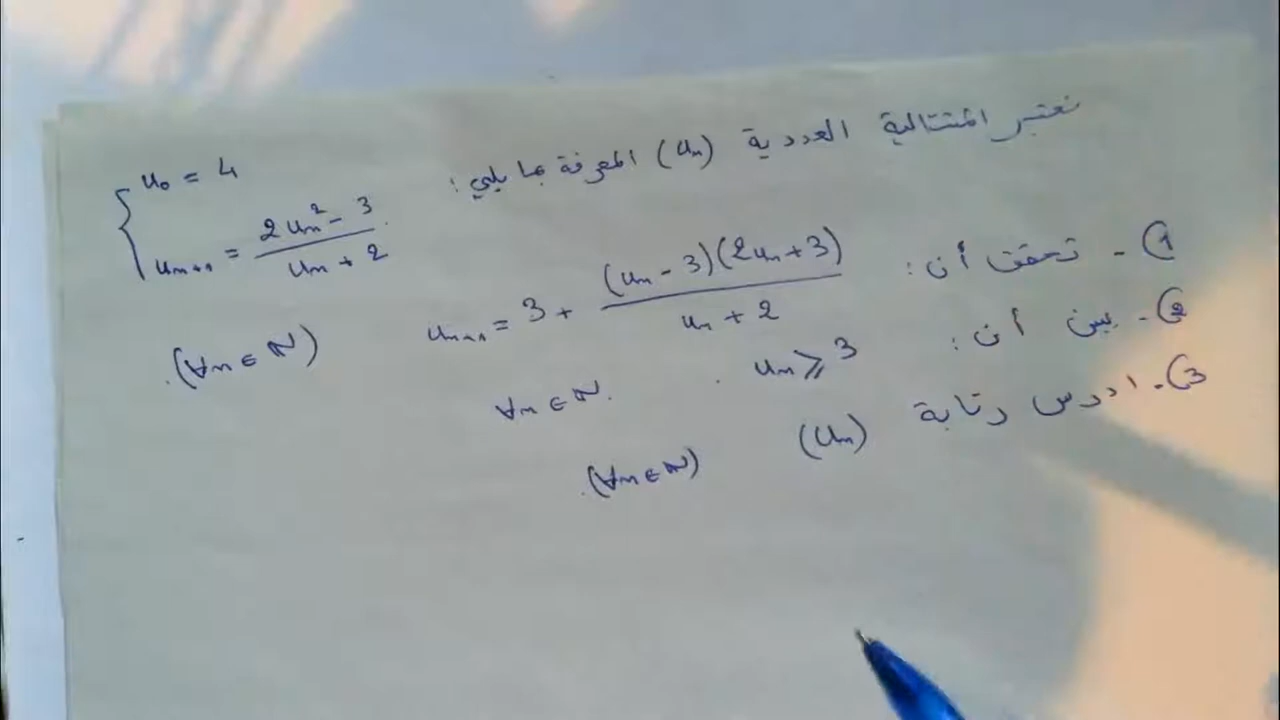 نعتبر المتتالية العددية (Un) المعرفة بما يلي :
{ u₀ = 4
uₙ₊₁ = (2uₙ² - 3)/(uₙ + 2) .
①- تحقق أن : uₙ₊₁ = 3 + (uₙ - 3)(2uₙ + 3)/(uₙ + 2) (∀n ∈ ℕ) .
②- بين أن : uₙ ⩾ 3 . ∀n ∈ ℕ.
③- ادرس رتابة (Uₙ) (∀n ∈ ℕ) .